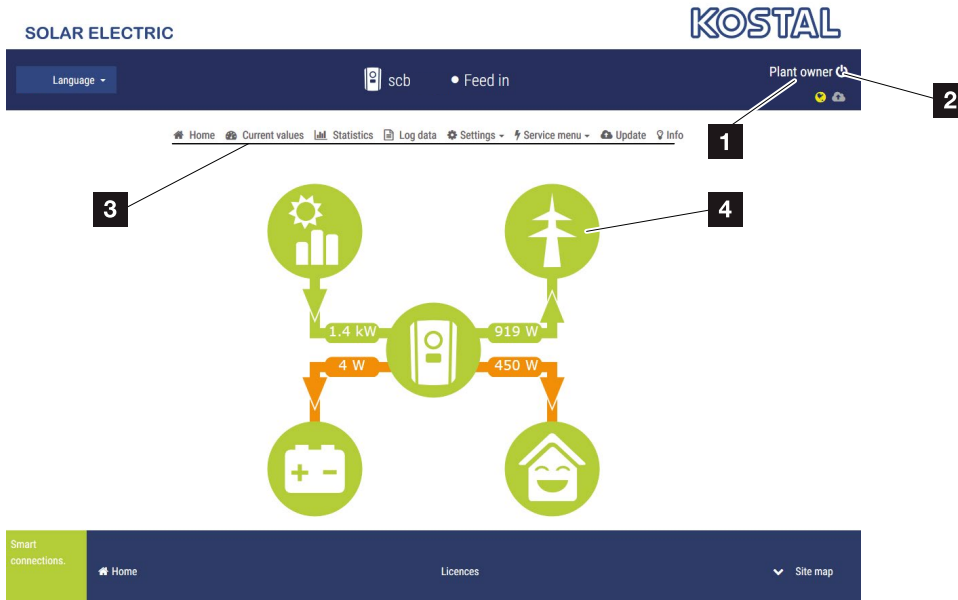 SOLAR ELECTRIC
KOSTAL
Language
scb
Feed in
Plant owner
2
Home Current values Statistics Log data Settings Service menu Update Info
1
3
4
1.4 kW
919 W
4 W
450 W
+ -
Smart
connections.
Home
Licences
Site map